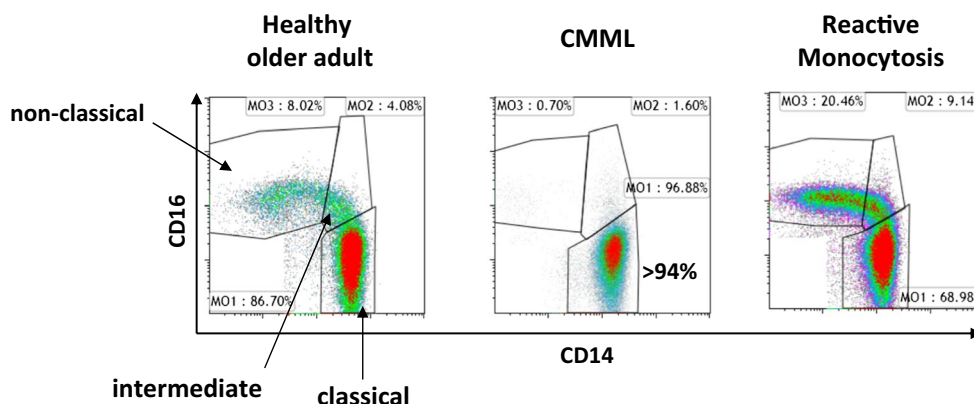 Healthy
older adult
CMML
Reactive
Monocytosis
non-classical
MO3 : 8.02%
MO2 : 4.08%
MO1 : 86.70%
MO3 : 0.70%
MO2 : 1.60%
MO1 : 96.88%
>94%
MO3 : 20.46%
MO2 : 9.14
MO1 : 68.98
CD16
CD14
intermediate
classical